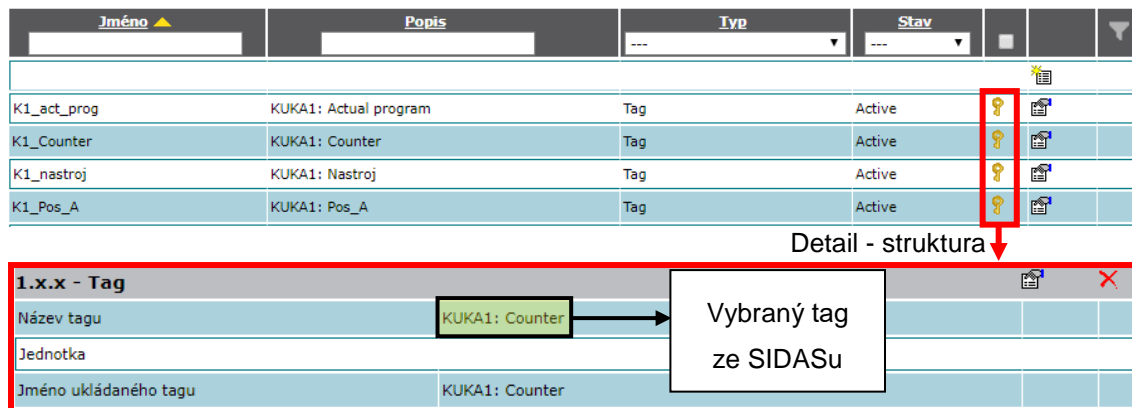 Jméno Popis Typ Stav
--- ---
K1_act_prog KUKA1: Actual program Tag Active
K1_Counter KUKA1: Counter Tag Active
K1_nastroj KUKA1: Nastroj Tag Active
K1_Pos_A KUKA1: Pos_A Tag Active
Detail - struktura
1.x.x - Tag
Název tagu KUKA1: Counter
Vybraný tag
ze SIDASu
Jednotka
Jméno ukládaného tagu KUKA1: Counter